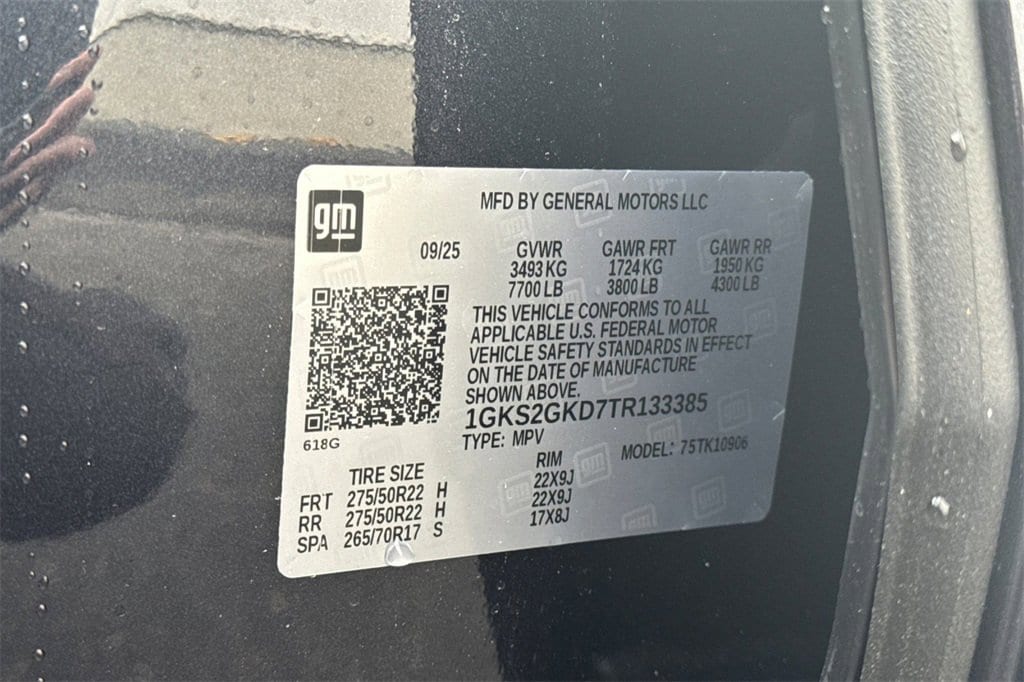 gm
MFD BY GENERAL MOTORS LLC
09/25 GVWR GAWR FRT GAWR RR
3493 KG 1724 KG 1950 KG
7700 LB 3800 LB 4300 LB
THIS VEHICLE CONFORMS TO ALL
APPLICABLE U.S. FEDERAL MOTOR
VEHICLE SAFETY STANDARDS IN EFFECT
ON THE DATE OF MANUFACTURE
SHOWN ABOVE.
1GKS2GKD7TR133385
618G
TYPE: MPV MODEL: 75TK10906
TIRE SIZE RIM
FRT 275/50R22 H 22X9J
RR 275/50R22 H 22X9J
SPA 265/70R17 S 17X8J